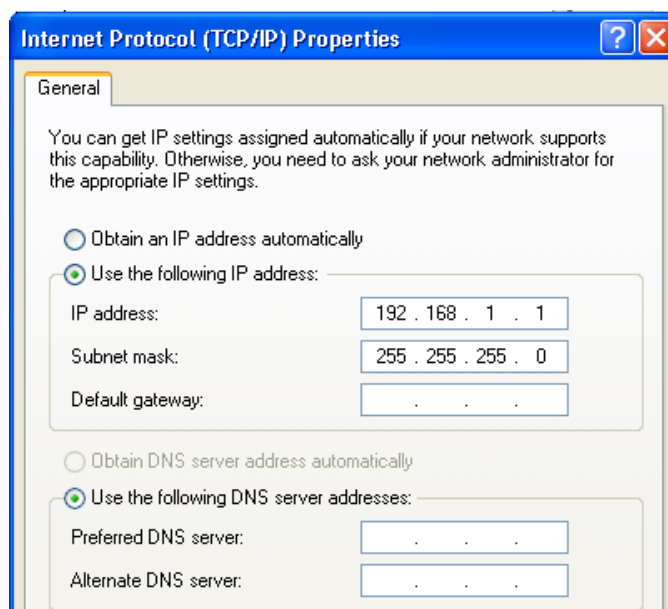 Internet Protocol (TCP/IP) Properties
General
You can get IP settings assigned automatically if your network supports
this capability. Otherwise, you need to ask your network administrator for
the appropriate IP settings.
Obtain an IP address automatically
Use the following IP address:
IP address: 192 . 168 . 1 . 1
Subnet mask: 255 . 255 . 255 . 0
Default gateway: . . .
Obtain DNS server address automatically
Use the following DNS server addresses:
Preferred DNS server: . . .
Alternate DNS server: . . .